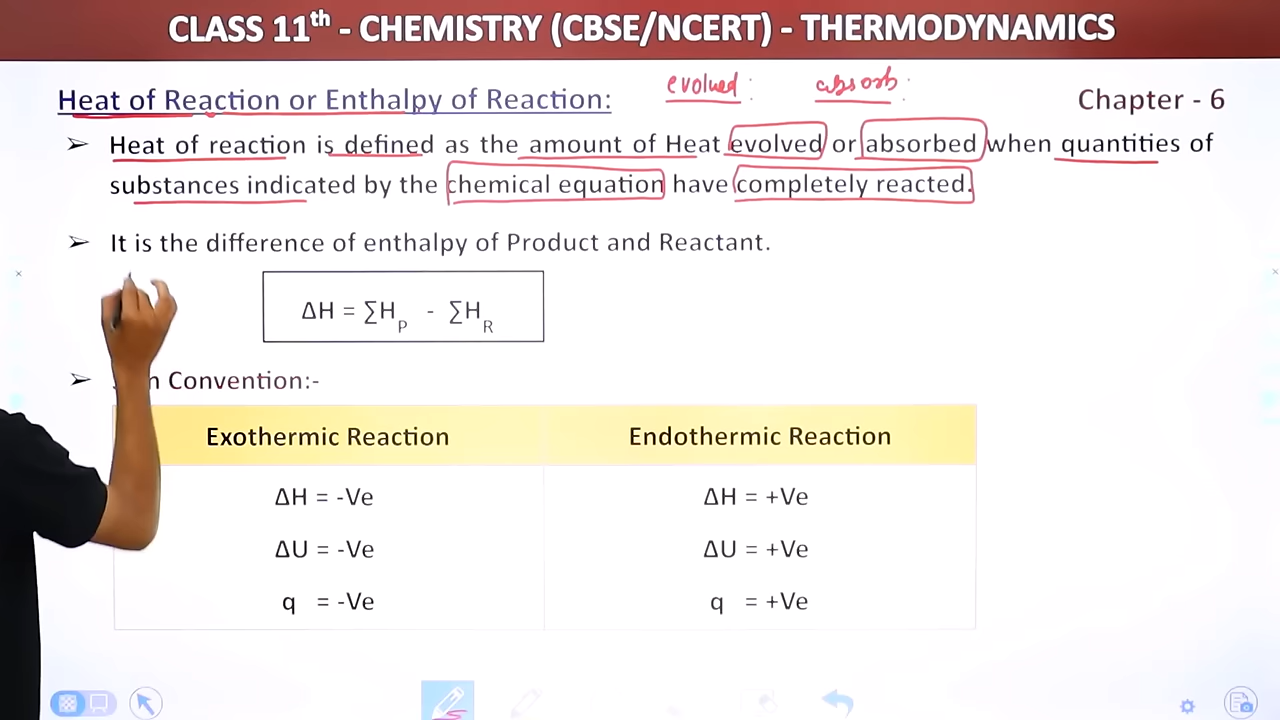 CLASS 11th - CHEMISTRY (CBSE/NCERT) - THERMODYNAMICS
evolved : absorb :
Heat of Reaction or Enthalpy of Reaction:
Chapter - 6
➢ Heat of reaction is defined as the amount of Heat evolved or absorbed when quantities of
substances indicated by the chemical equation have completely reacted.
➢ It is the difference of enthalpy of Product and Reactant.
ΔH = ∑H_P - ∑H_R
➢ Convention:-
Exothermic Reaction Endothermic Reaction
ΔH = -Ve ΔH = +Ve
ΔU = -Ve ΔU = +Ve
q = -Ve q = +Ve